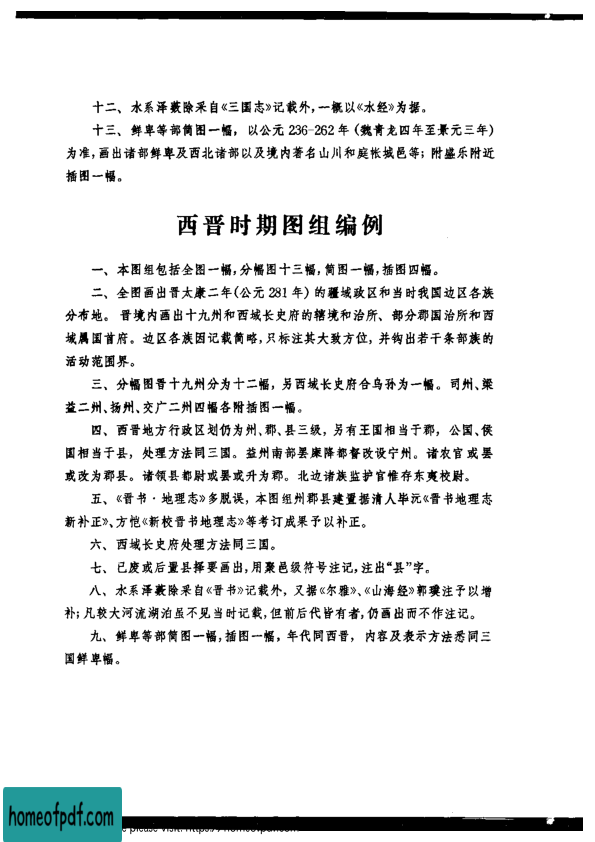 十二、水系泽薮除采自《三国志》记载外，一概以《水经》为据。
十三、鲜卑等部简图一幅，以公元236-262年（魏青龙四年至景元三年）
为准，画出诸部鲜卑及西北诸部以及境内著名山川和庭帐城邑等；附盛乐附近
插图一幅。
西晋时期图组编例
一、本图组包括全图一幅，分幅图十三幅，简图一幅，插图四幅。
二、全图画出晋太康二年（公元281年）的疆域政区和当时我国边区各族
分布地。晋境内画出十九州和西域长史府的辖境和治所、部分郡国治所和西
域属国首府。边区各族因记载简略，只标注其大致方位，并钩出若干条部族的
活动范围界。
三、分幅图晋十九州分为十二幅，另西域长史府合乌孙为一幅。司州、梁
益二州、扬州、交广二州四幅各附插图一幅。
四、西晋地方行政区划仍为州、郡、县三级，另有王国相当于郡，公国、侯
国相当于县，处理方法同三国。益州南部罢庲降都督改设宁州。诸农官或罢
或改为郡县。诸领县都尉或罢或升为郡。北边诸族监护官惟存东夷校尉。
五、《晋书·地理志》多脱误，本图组州郡县建置据清人毕沅《晋书地理志
新补正》、方恺《新校晋书地理志》等考订成果予以补正。
六、西域长史府处理方法同三国。
七、已废或后置县择要画出，用聚邑级符号注记，注出“县”字。
八、水系泽薮除采自《晋书》记载外，又据《尔雅》、《山海经》郭璞注予以增
补；凡较大河流湖泊虽不见当时记载，但前后代皆有者，仍画出而不作注记。
九、鲜卑等部简图一幅，插图一幅，年代同西晋，内容及表示方法悉同三
国鲜卑幅。
homeofpdf.com
please visit: https://homeofpdf.com